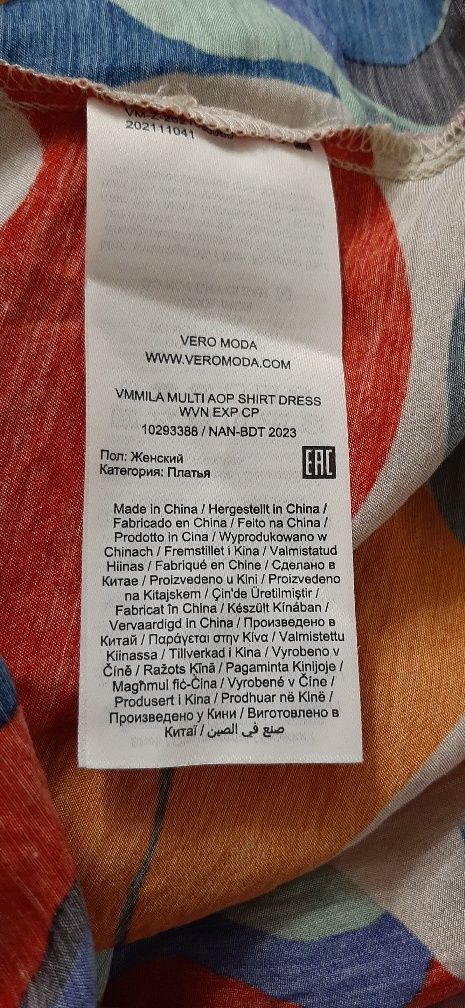 202111041
VERO MODA
WWW.VEROMODA.COM
VMMILA MULTI AOP SHIRT DRESS
WVN EXP CP
10293388 / NAN-BDT 2023
Пол: Женский
Категория: Платья
EAC
Made in China / Hergestellt in China /
Fabricado en China / Feito na China /
Prodotto in Cina / Wyprodukowano w
Chinach / Fremstillet i Kina / Valmistatud
Hiinas / Fabriqué en Chine / Сделано в
Китае / Proizvedeno u Kini / Proizvedeno
na Kitajskem / Çin'de Üretilmiştir /
Fabricat în China / Készült Kínában /
Vervaardigd in China / Произведено в
Китай / Παράγεται στην Κίνα / Valmistettu
Kiinassa / Tillverkad i Kina / Vyrobeno v
Číně / Ražots Ķīnā / Pagaminta Kinijoje /
Magħmul fiċ-Ċina / Vyrobené v Číne /
Produsert i Kina / Prodhuar në Kinë /
Произведено у Кини / Виготовлено в
Китаї / صنع في الصين